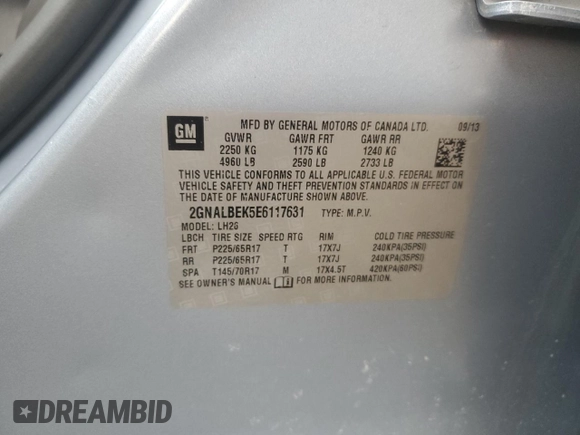 GM
MFD BY GENERAL MOTORS OF CANADA LTD. 09/13
GVWR GAWR FRT GAWR RR
2250 KG 1175 KG 1240 KG
4960 LB 2590 LB 2733 LB
THIS VEHICLE CONFORMS TO ALL APPLICABLE U.S. FEDERAL MOTOR
VEHICLE SAFETY, BUMPER, AND THEFT PREVENTION STANDARDS IN EFFECT ON
THE DATE OF MANUFACTURE SHOWN ABOVE.
2GNALBEK5E6117631 TYPE: M.P.V.
MODEL: LH26
LBCH TIRE SIZE SPEED RTG RIM COLD TIRE PRESSURE
FRT P225/65R17 T 17X7J 240KPA(35PSI)
RR P225/65R17 T 17X7J 240KPA(35PSI)
SPA T145/70R17 M 17X4.5T 420KPA(60PSI)
SEE OWNER'S MANUAL FOR MORE INFORMATION.
DREAMBID